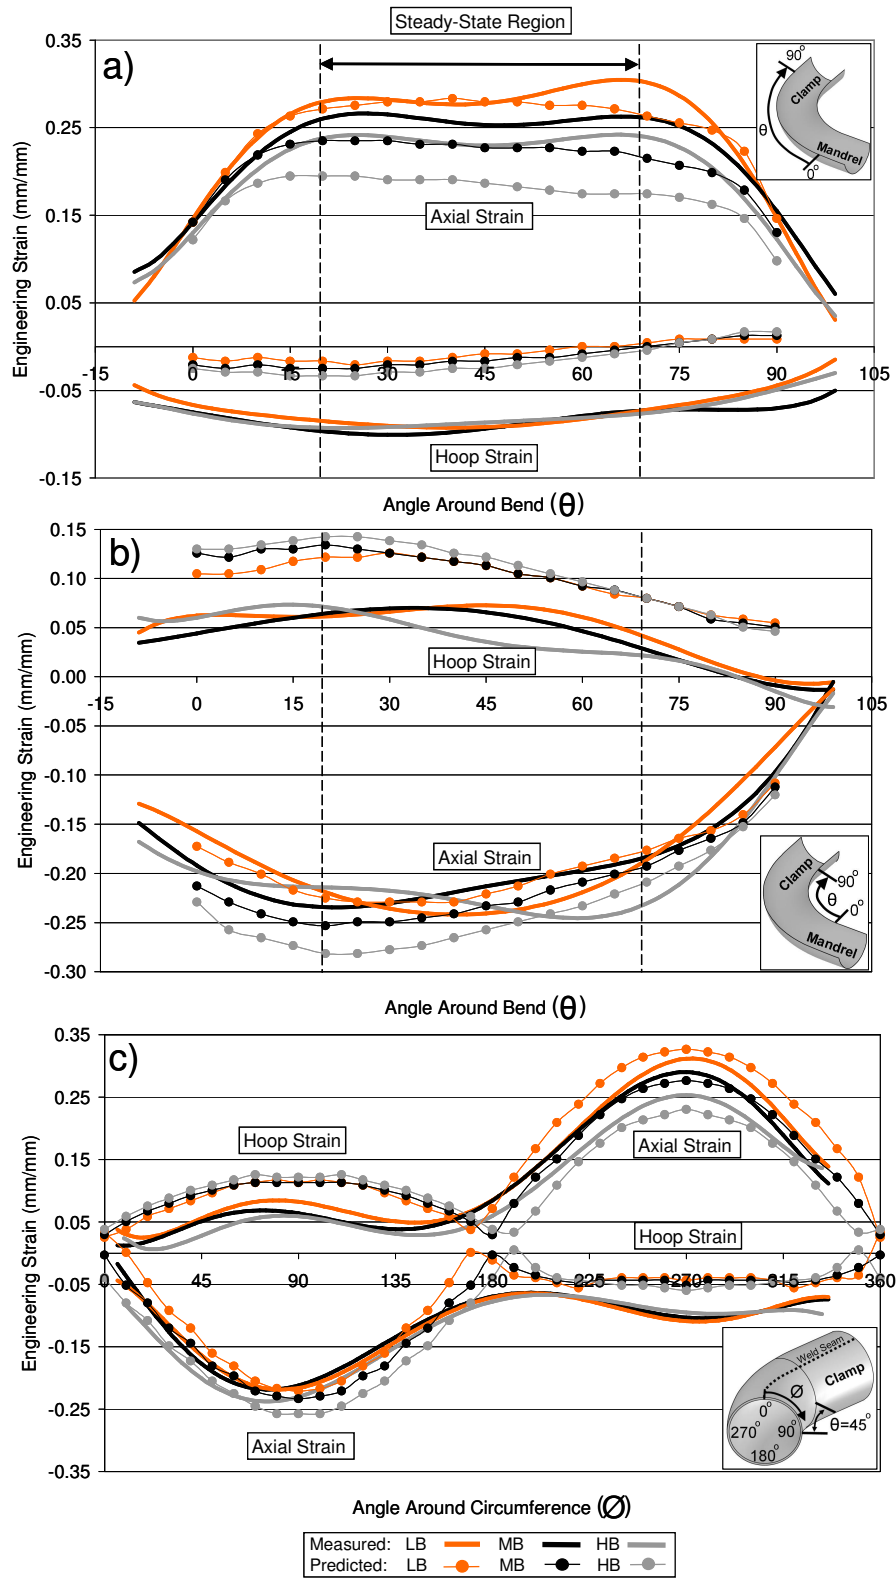 Steady-State Region
0.35
a)
90°
Clamp
θ
Mandrel
0°
0.25
0.15
Axial Strain
0.05
-15 0 15 30 45 60 75 90 105
-0.05
Hoop Strain
-0.15
Engineering Strain (mm/mm)
Angle Around Bend (θ)
0.15
b)
0.10
0.05
Hoop Strain
0.00
-15 0 15 30 45 60 75 90 105
-0.05
-0.10
-0.15
Axial Strain
-0.20
-0.25
-0.30
Clamp
90°
θ
0°
Mandrel
Engineering Strain (mm/mm)
Angle Around Bend (θ)
0.35
c)
0.25
Hoop Strain
Axial Strain
0.15
Hoop Strain
0.05
0 45 90 135 180 225 270 315 360
-0.05
-0.15
-0.25
Axial Strain
-0.35
Weld Seam
Clamp
Ø
0°
270° 90°
180°
θ=45°
Engineering Strain (mm/mm)
Angle Around Circumference (Ø)
Measured: LB MB HB
Predicted: LB MB HB